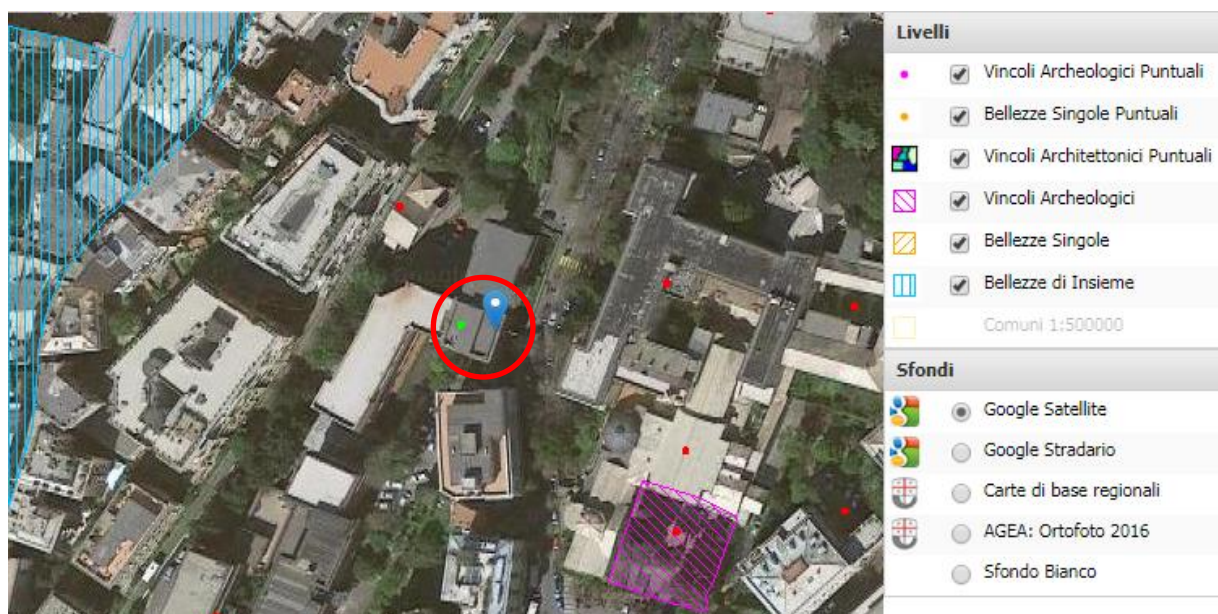 Livelli
Vincoli Archeologici Puntuali
Bellezze Singole Puntuali
Vincoli Architettonici Puntuali
Vincoli Archeologici
Bellezze Singole
Bellezze di Insieme
Comuni 1:500000
Sfondi
Google Satellite
Google Stradario
Carte di base regionali
AGEA: Ortofoto 2016
Sfondo Bianco